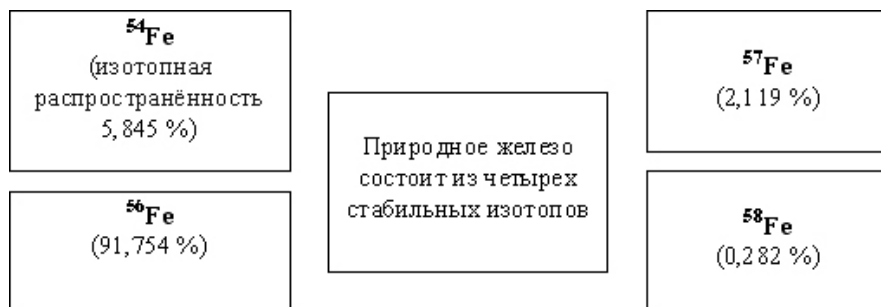 ⁵⁴Fe
(изотопная
распространённость
5,845 %)
⁵⁶Fe
(91,754 %)
Природное железо
состоит из четырех
стабильных изотопов
⁵⁷Fe
(2,119 %)
⁵⁸Fe
(0,282 %)